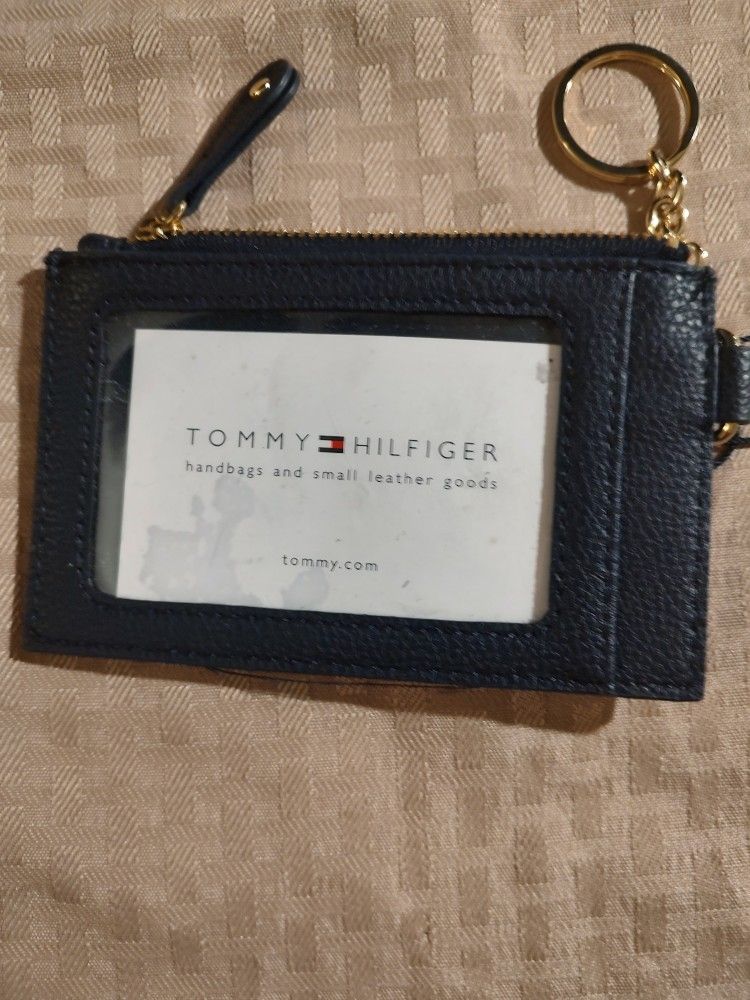 TOMMY HILFIGER
handbags and small leather goods
tommy.com